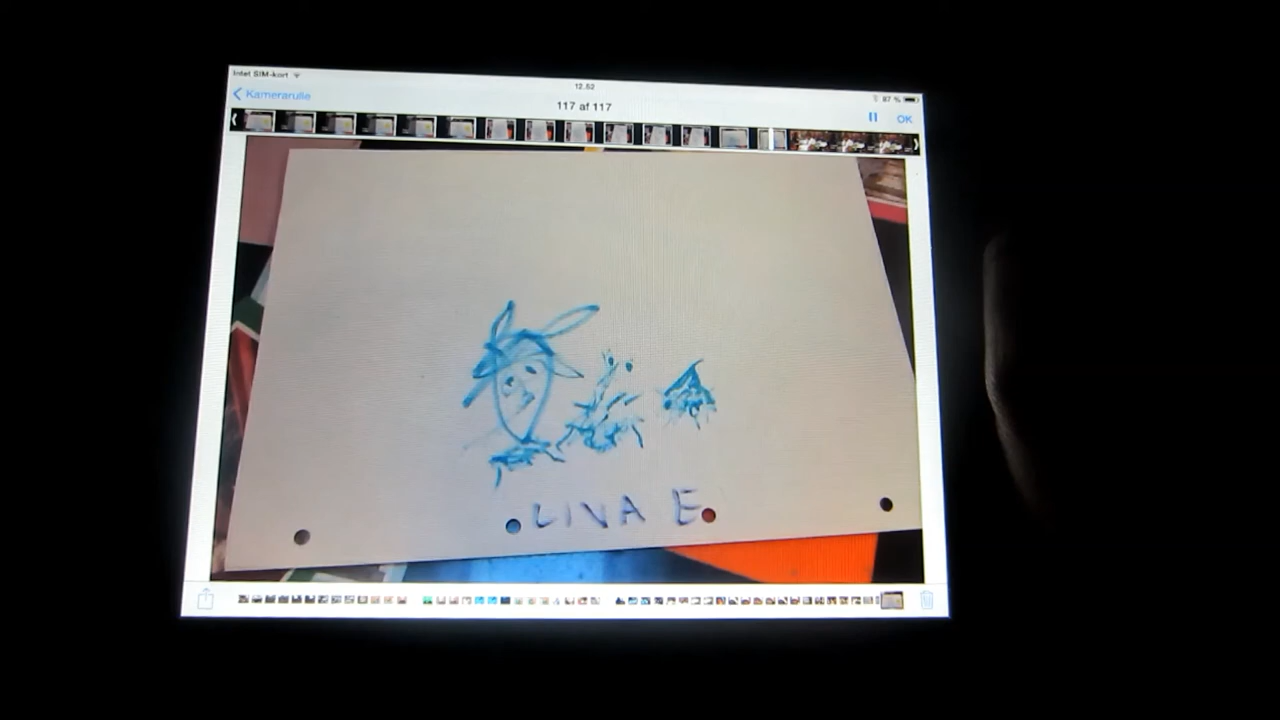 Intet SIM-kort
12.52
87 %
Kamerarulle
117 af 117
OK
LIVA E